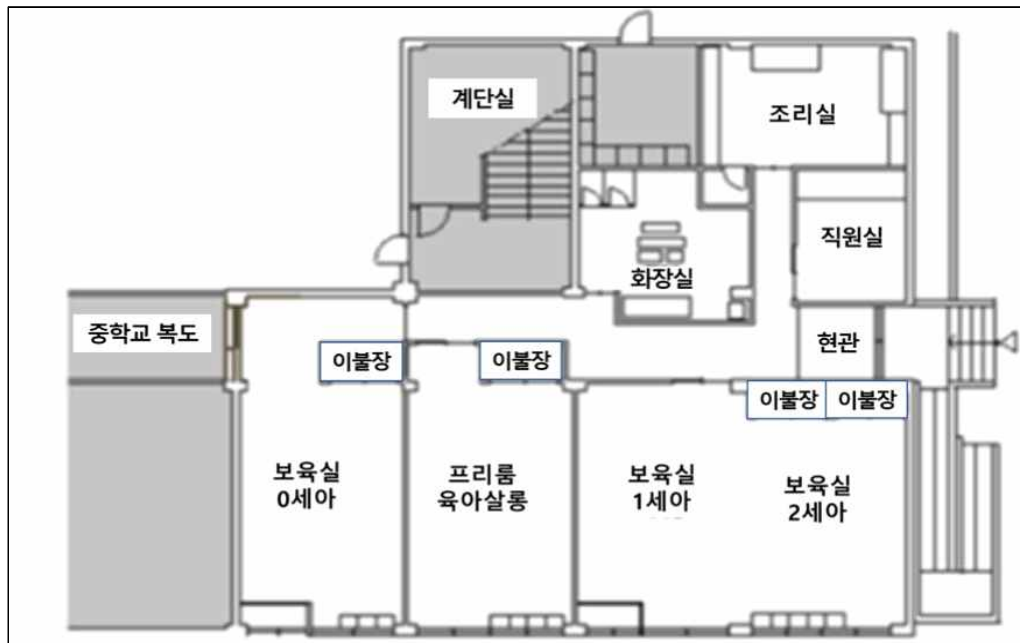 계단실
조리실
직원실
화장실
중학교 복도
현관
이불장
이불장
이불장
이불장
보육실
0세아
프리룸
육아살롱
보육실
1세아
보육실
2세아